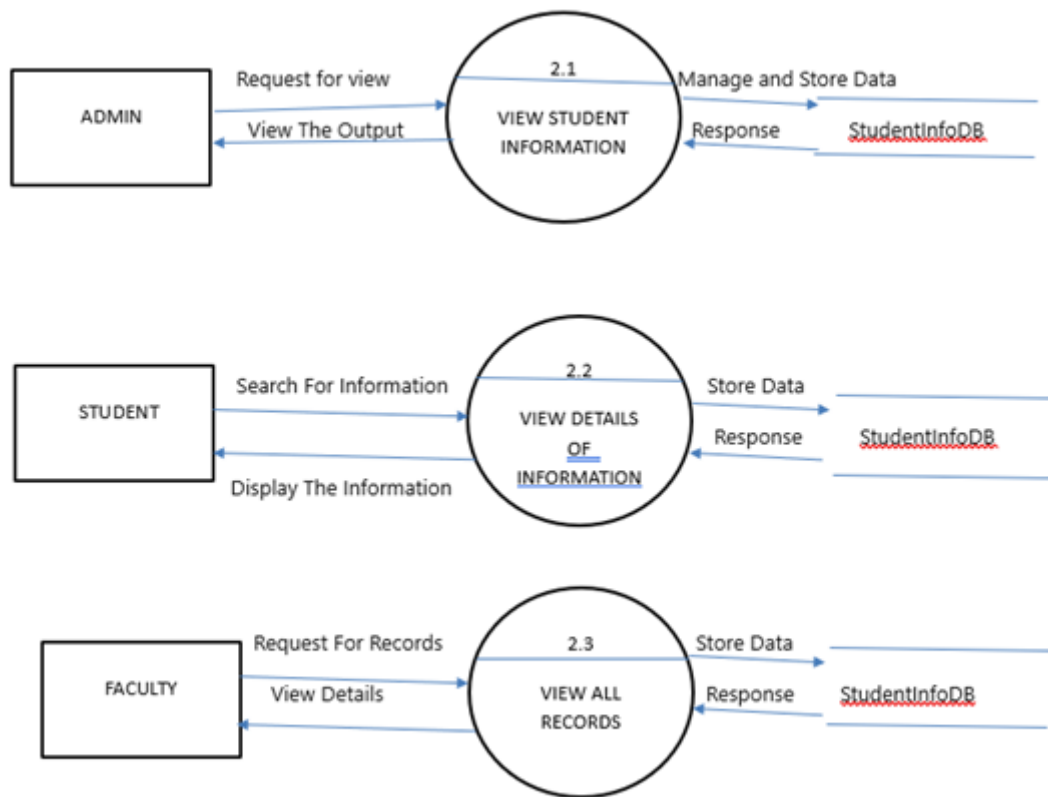 2.1
Request for view
Manage and Store Data
ADMIN
VIEW STUDENT
INFORMATION
View The Output
Response
StudentInfoDB
2.2
Search For Information
Store Data
STUDENT
VIEW DETAILS
OF
INFORMATION
Response
StudentInfoDB
Display The Information
Request For Records
2.3
Store Data
FACULTY
View Details
VIEW ALL
RECORDS
Response
StudentInfoDB